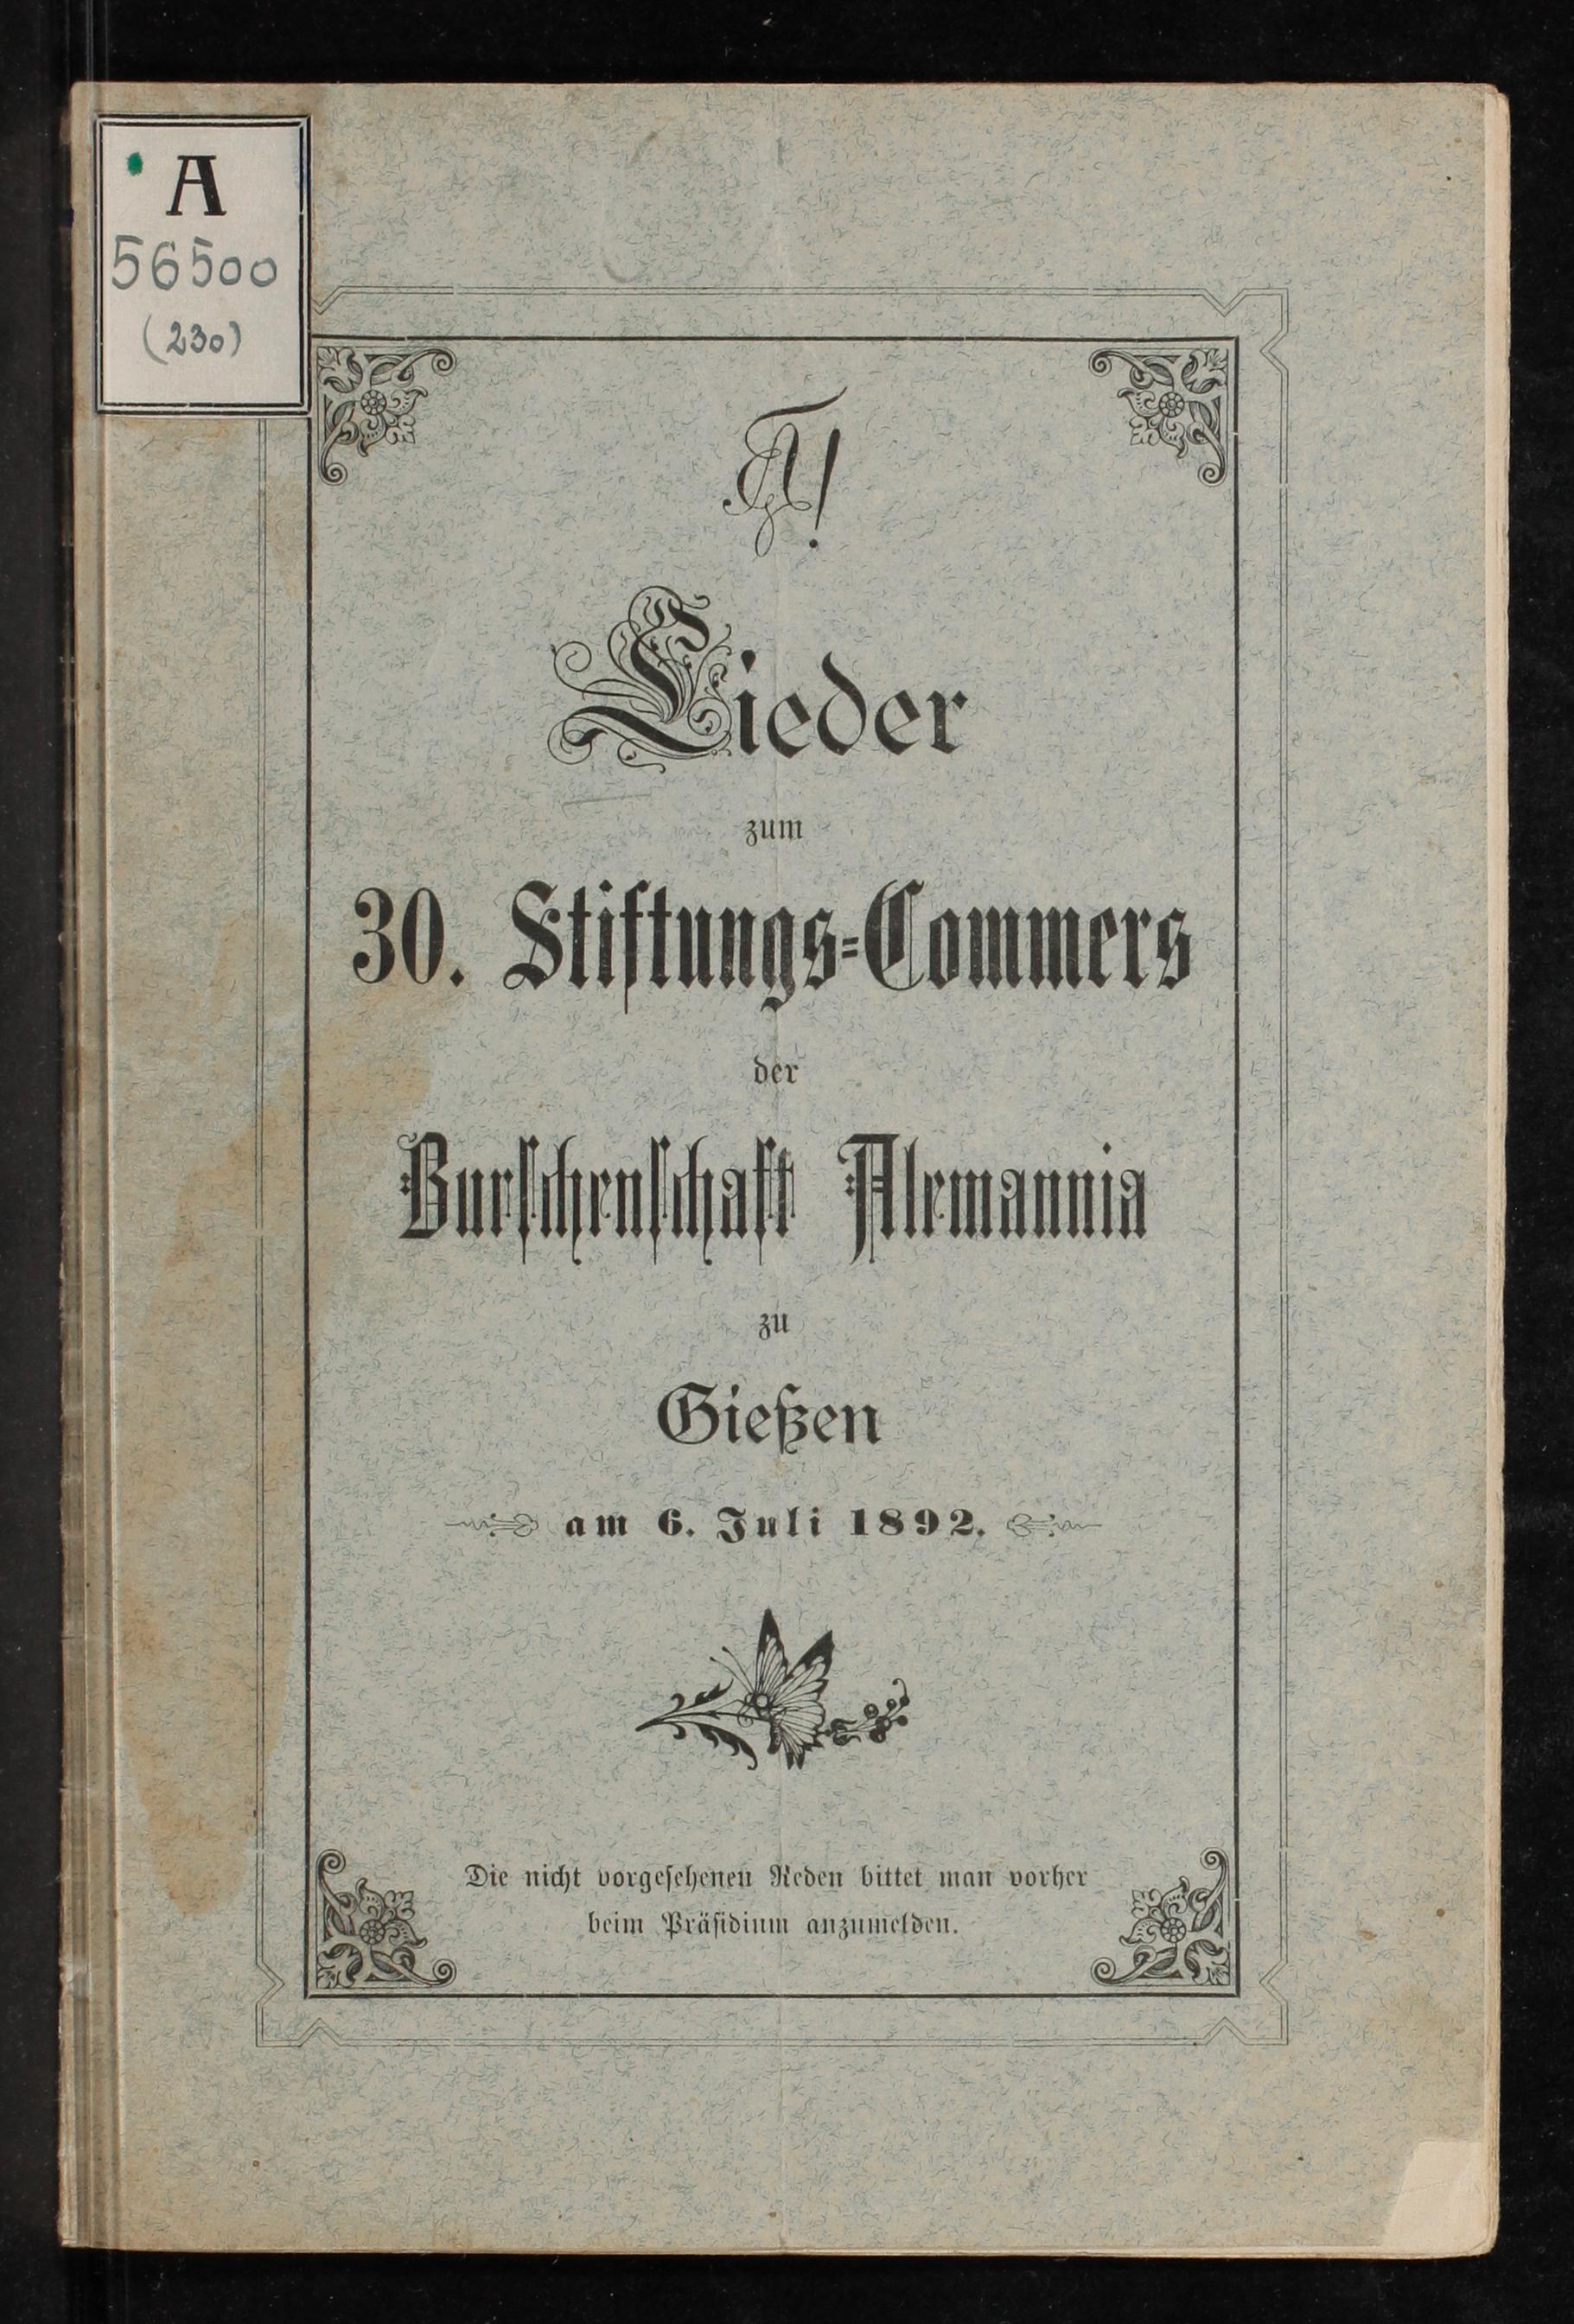 A
56500
(230)
Lieder
zum
30. Stiftungs-Commers
der
Burschenschaft Alemannia
zu
Gießen
am 6. Juli 1892.
Die nicht vorgesehenen Reden bittet man vorher
beim Präsidium anzumelden.